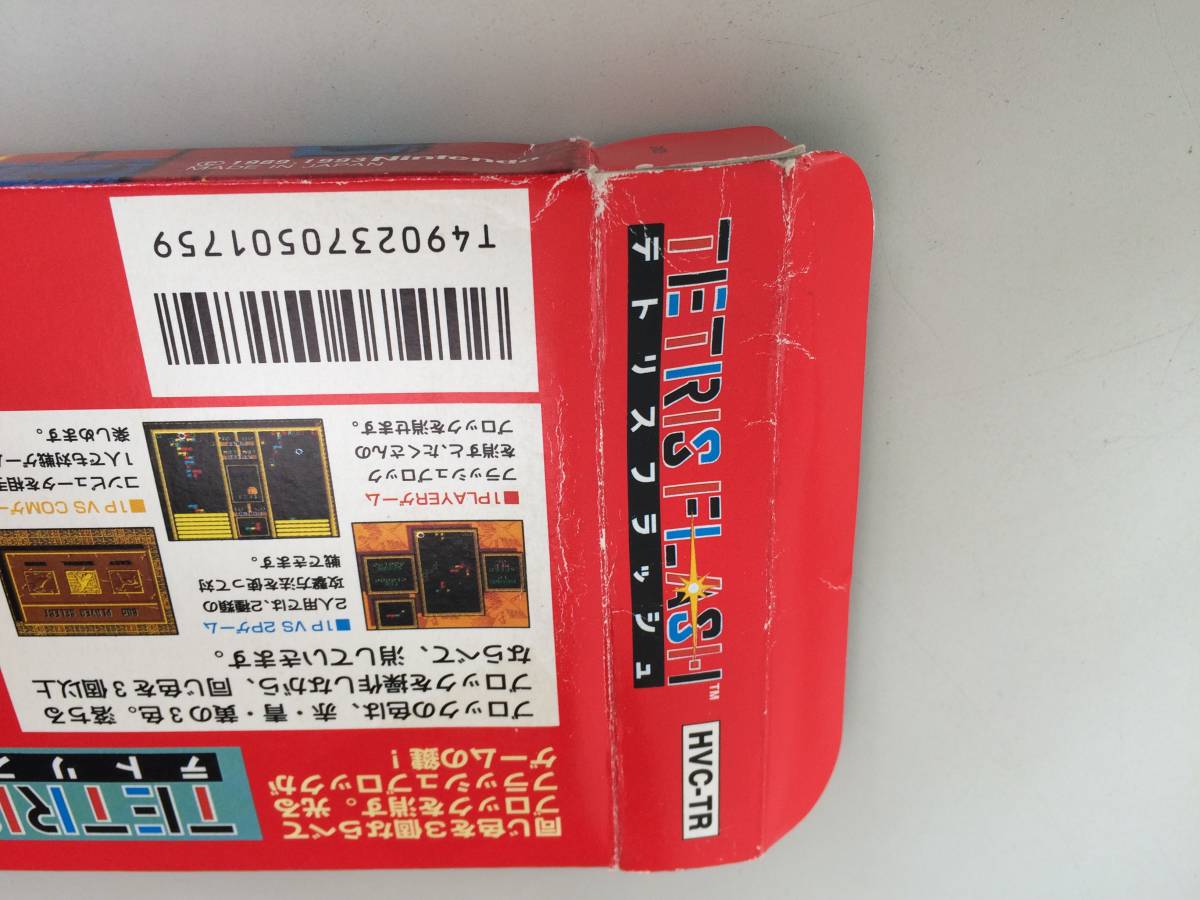 TETRIS FLASH™
テトリスフラッシュ
HVC-TR
同じ色を3個ならべて
ブロックを消す。光る
フラッシュブロックが
ゲームの鍵！
テトリ
ブロックの色は、赤・青・黄の3色。落ちる
ブロックを操作しながら、同じ色を3個以上
ならべて、消していきます。
■1PLAYERゲーム
フラッシュブロック
を消すと、たくさんの
ブロックを消せます。
■1P VS 2Pゲーム
2人用では、2種類の
攻撃方法を使って対
戦できます。
■1P VS COMゲー
コンピュータを相手
1人でも対戦ゲー
楽しめます。
T4902370501759
© 1989, 1993 Nintendo
MADE IN JAPAN